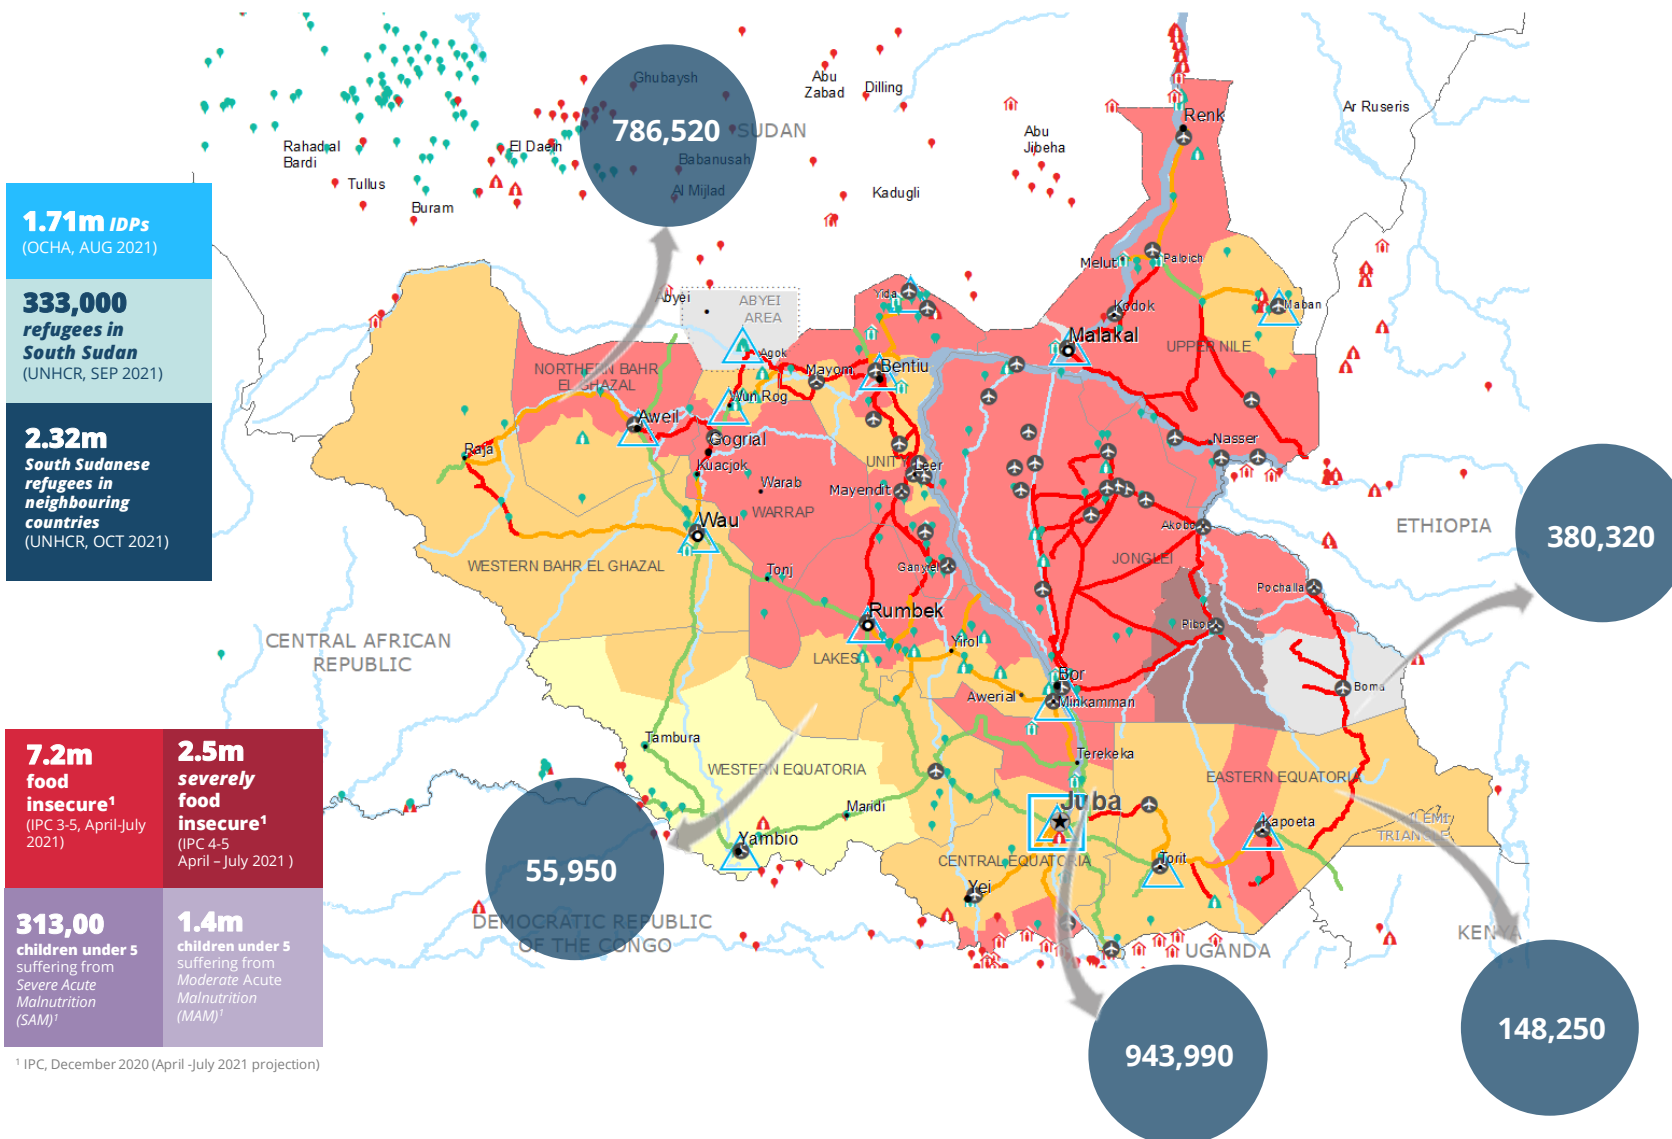 Ghubaysh
786,520
SUDAN
Babanusah
Al Mijlad
Abu
Zabad
Dilling
Abu
Jibeha
Kadugli
Ar Ruseris
Renk
Rahad al
Bardi
El Daein
Tullus
Buram
1.71m IDPs
(OCHA, AUG 2021)
333,000
refugees in
South Sudan
(UNHCR, SEP 2021)
2.32m
South Sudanese
refugees in
neighbouring
countries
(UNHCR, OCT 2021)
Abyei
ABYEI
AREA
Agok
Yida
Melut
Paloich
Kodok
Maban
Malakal
UPPER NILE
NORTHERN BAHR
EL GHAZAL
Mayom
Bentiu
Wun Rog
Aweil
Gogrial
Raja
Kuacjok
Warab
WARRAP
UNITY
Leer
Mayendit
Nasser
Wau
WESTERN BAHR EL GHAZAL
Tonj
Ganyiel
Akobo
JONGLEI
ETHIOPIA
380,320
Pochalla
Pibor
Rumbek
LAKES
Yirol
Awerial
Bor
Minkamman
Boma
CENTRAL AFRICAN
REPUBLIC
Tambura
WESTERN EQUATORIA
Maridi
Yambio
Terekeka
Juba
EASTERN EQUATORIA
Kapoeta
ILEMI
TRIANGLE
CENTRAL EQUATORIA
Torit
Yei
7.2m
food
insecure¹
(IPC 3-5, April-July
2021)
2.5m
severely
food
insecure¹
(IPC 4-5
April – July 2021 )
313,00
children under 5
suffering from
Severe Acute
Malnutrition
(SAM)¹
1.4m
children under 5
suffering from
Moderate Acute
Malnutrition
(MAM)¹
¹ IPC, December 2020 (April -July 2021 projection)
55,950
DEMOCRATIC REPUBLIC
OF THE CONGO
UGANDA
KENYA
943,990
148,250